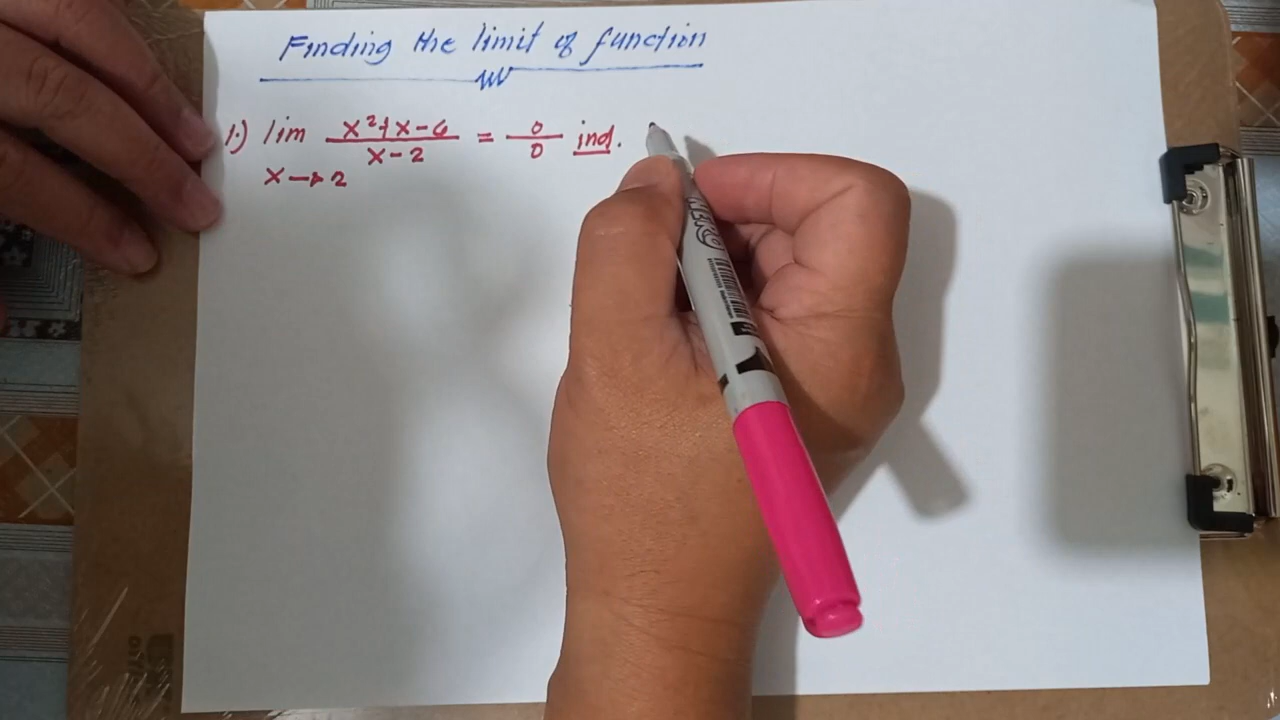 Finding the limit of function
1.) lim x²+x-6 / x-2 = 0/0 ind.
x→2